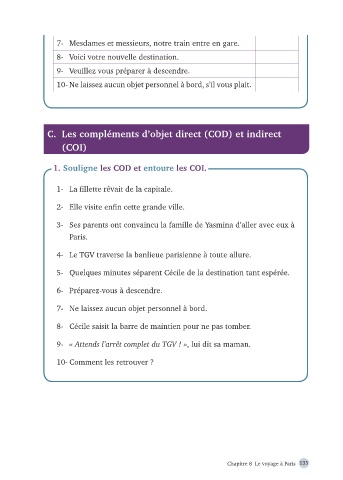 7- Mesdames et messieurs, notre train entre en gare.
8- Voici votre nouvelle destination.
9- Veuillez vous préparer à descendre.
10- Ne laissez aucun objet personnel à bord, s'il vous plait.
C. Les compléments d'objet direct (COD) et indirect
(COI)
1. Souligne les COD et entoure les COI.
1- La fillette rêvait de la capitale.
2- Elle visite enfin cette grande ville.
3- Ses parents ont convaincu la famille de Yasmina d'aller avec eux à
Paris.
4- Le TGV traverse la banlieue parisienne à toute allure.
5- Quelques minutes séparent Cécile de la destination tant espérée.
6- Préparez-vous à descendre.
7- Ne laissez aucun objet personnel à bord.
8- Cécile saisit la barre de maintien pour ne pas tomber.
9- « Attends l'arrêt complet du TGV ! », lui dit sa maman.
10- Comment les retrouver ?
Chapitre 8 Le voyage à Paris 135